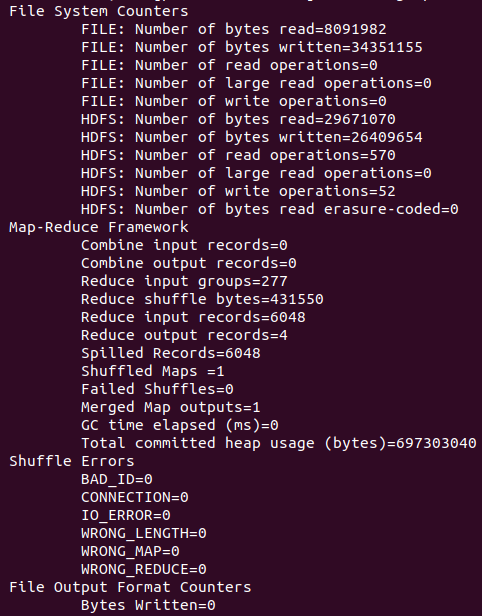 File System Counters
FILE: Number of bytes read=8091982
FILE: Number of bytes written=34351155
FILE: Number of read operations=0
FILE: Number of large read operations=0
FILE: Number of write operations=0
HDFS: Number of bytes read=29671070
HDFS: Number of bytes written=26409654
HDFS: Number of read operations=570
HDFS: Number of large read operations=0
HDFS: Number of write operations=52
HDFS: Number of bytes read erasure-coded=0
Map-Reduce Framework
Combine input records=0
Combine output records=0
Reduce input groups=277
Reduce shuffle bytes=431550
Reduce input records=6048
Reduce output records=4
Spilled Records=6048
Shuffled Maps =1
Failed Shuffles=0
Merged Map outputs=1
GC time elapsed (ms)=0
Total committed heap usage (bytes)=697303040
Shuffle Errors
BAD_ID=0
CONNECTION=0
IO_ERROR=0
WRONG_LENGTH=0
WRONG_MAP=0
WRONG_REDUCE=0
File Output Format Counters
Bytes Written=0